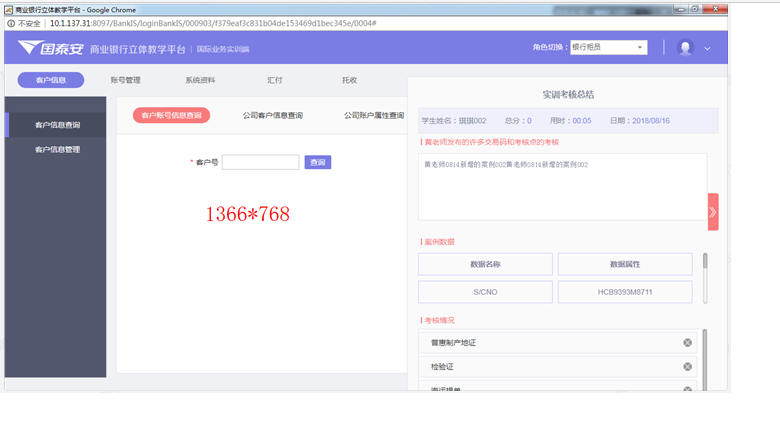 商业银行立体教学平台 - Google Chrome
不安全 | 10.1.137.31:8097/BankIS/loginBankIS/000903/f379eaf3c831b04de153469d1bec345e/0004#
国泰安 商业银行立体教学平台 | 国际业务实训端
角色切换：银行柜员
客户信息 账号管理 系统资料 汇付 托收
客户信息查询
客户信息管理
客户账号信息查询 公司客户信息查询 公司账户属性查询
* 客户号 查询
1366*768
实训考核总结
学生姓名：琪琪002 总分：0 用时：00:05 日期：2018/08/16
黄老师发布的许多交易码和考核点的考核
黄老师0814新增的案例002黄老师0814新增的案例002
案例数据
数据名称 数据属性
S/CNO HCB9393M8711
考核情况
普惠制产地证
检验证
海运提单